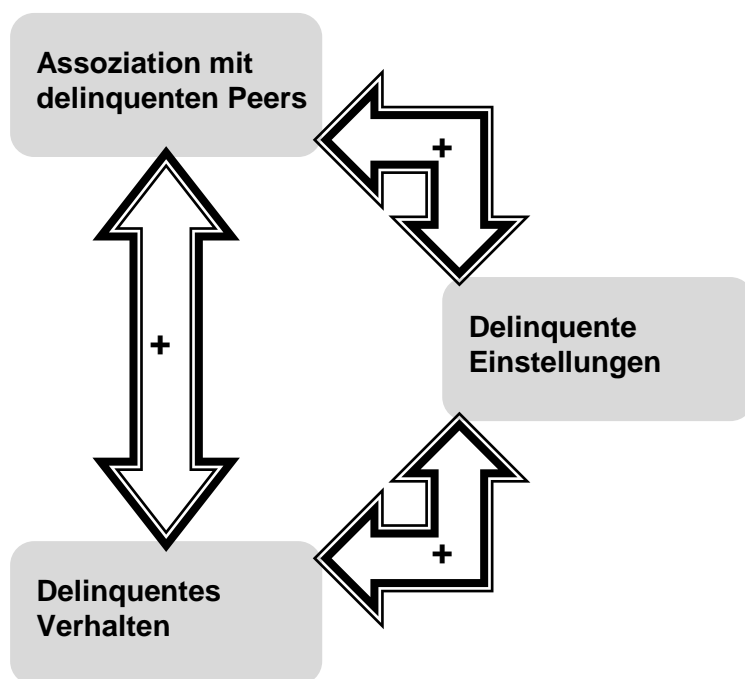 Assoziation mit
delinquenten Peers
+
+
Delinquente
Einstellungen
+
Delinquentes
Verhalten